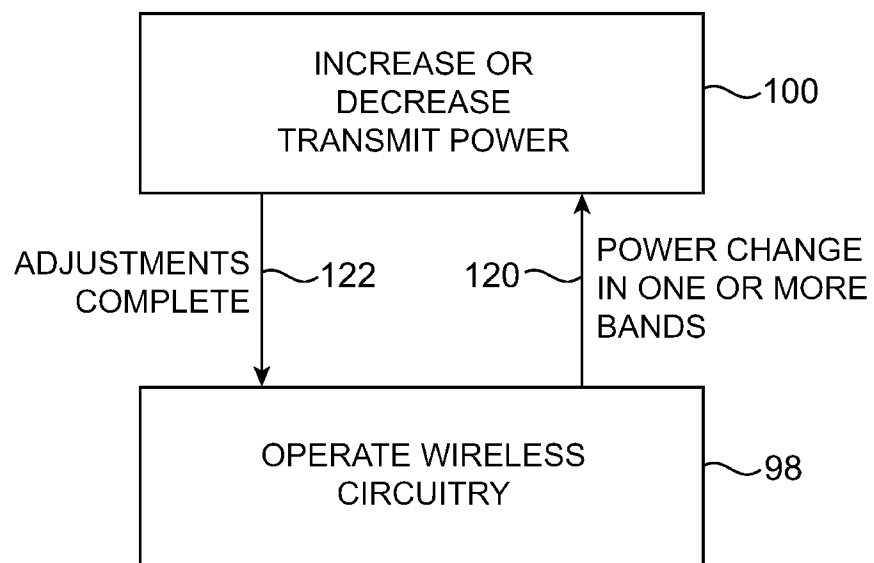 INCREASE OR
DECREASE
TRANSMIT POWER
100
ADJUSTMENTS
COMPLETE
122
120
POWER CHANGE
IN ONE OR MORE
BANDS
OPERATE WIRELESS
CIRCUITRY
98